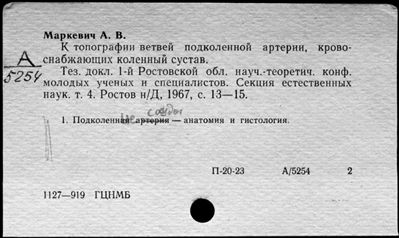 Маркевич А. В.
К топографии ветвей подколенной артерии, крово-
снабжающих коленный сустав.
А
5254
Тез. докл. 1-й Ростовской обл. науч.-теоретич. конф.
молодых ученых и специалистов. Секция естественных
наук. т. 4. Ростов н/Д, 1967, с. 13—15.
сосуды
1. Подколенная артерия — анатомия и гистология.
П-20-23 А/5254 2
1127—919 ГЦНМБ